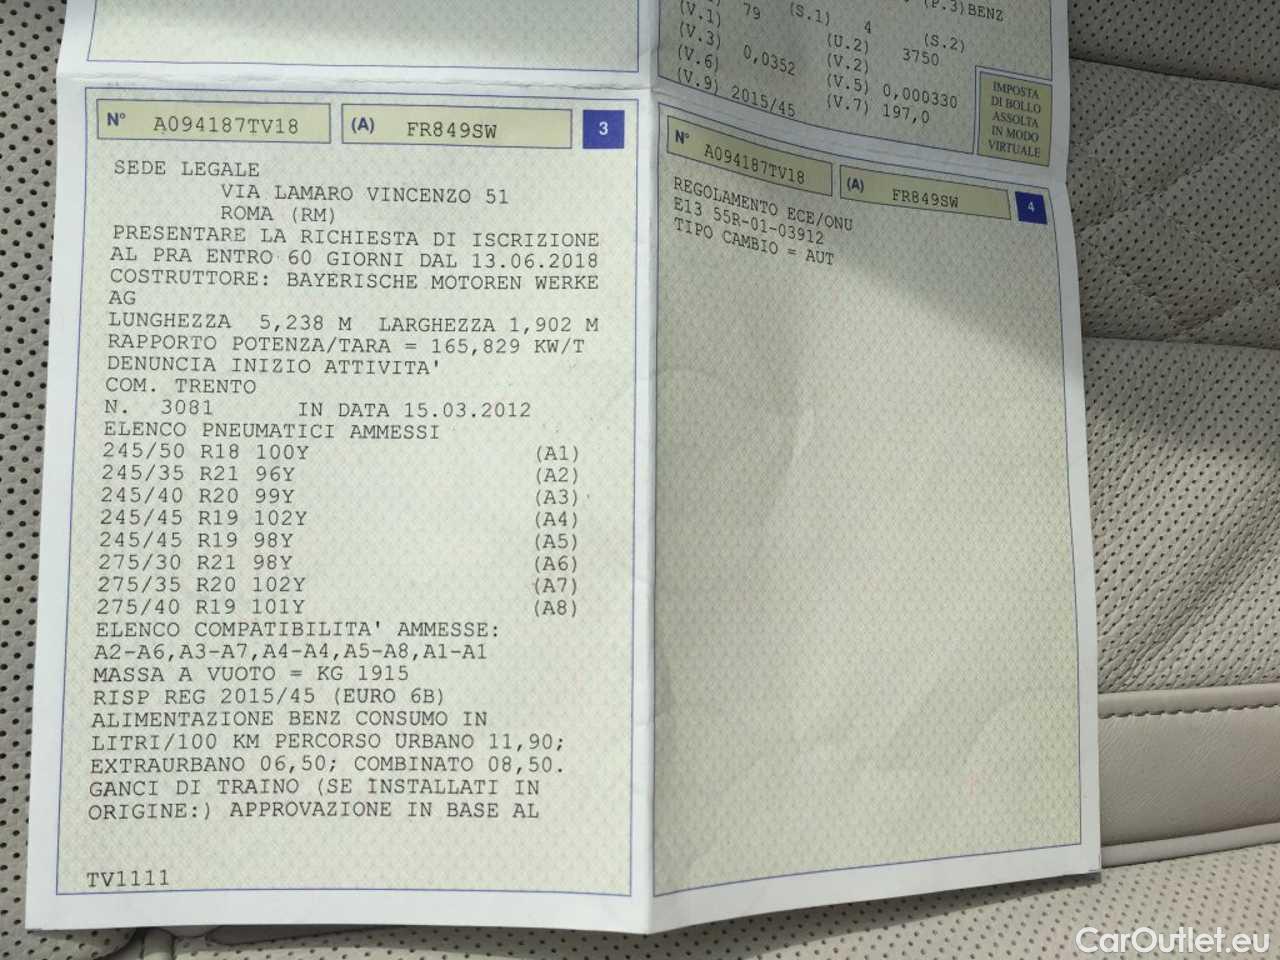 (P.3)BENZ
(V.1) 79 (S.1) 4 (S.2)
(V.3) (U.2) 3750
(V.6) 0,0352 (V.2)
(V.9) 2015/45 (V.5) 0,000330
(V.7) 197,0
IMPOSTA
DI BOLLO
ASSOLTA
IN MODO
VIRTUALE
N° A094187TV18 (A) FR849SW 3
SEDE LEGALE
VIA LAMARO VINCENZO 51
ROMA (RM)
PRESENTARE LA RICHIESTA DI ISCRIZIONE
AL PRA ENTRO 60 GIORNI DAL 13.06.2018
COSTRUTTORE: BAYERISCHE MOTOREN WERKE
AG
LUNGHEZZA 5,238 M LARGHEZZA 1,902 M
RAPPORTO POTENZA/TARA = 165,829 KW/T
DENUNCIA INIZIO ATTIVITA'
COM. TRENTO
N. 3081 IN DATA 15.03.2012
ELENCO PNEUMATICI AMMESSI
245/50 R18 100Y (A1)
245/35 R21 96Y (A2)
245/40 R20 99Y (A3)
245/45 R19 102Y (A4)
245/45 R19 98Y (A5)
275/30 R21 98Y (A6)
275/35 R20 102Y (A7)
275/40 R19 101Y (A8)
ELENCO COMPATIBILITA' AMMESSE:
A2-A6,A3-A7,A4-A4,A5-A8,A1-A1
MASSA A VUOTO = KG 1915
RISP REG 2015/45 (EURO 6B)
ALIMENTAZIONE BENZ CONSUMO IN
LITRI/100 KM PERCORSO URBANO 11,90;
EXTRAURBANO 06,50; COMBINATO 08,50.
GANCI DI TRAINO (SE INSTALLATI IN
ORIGINE:) APPROVAZIONE IN BASE AL
TV1111
N° A094187TV18 (A) FR849SW 4
REGOLAMENTO ECE/ONU
E13 55R-01-03912
TIPO CAMBIO = AUT
CarOutlet.eu